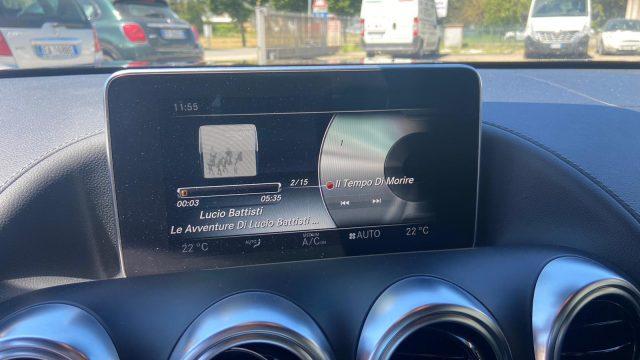 11:55
2/15
Il Tempo Di Morire
00:03
05:35
Lucio Battisti
Le Avventure Di Lucio Battisti ...
22 °C
A/C
AUTO
22 °C